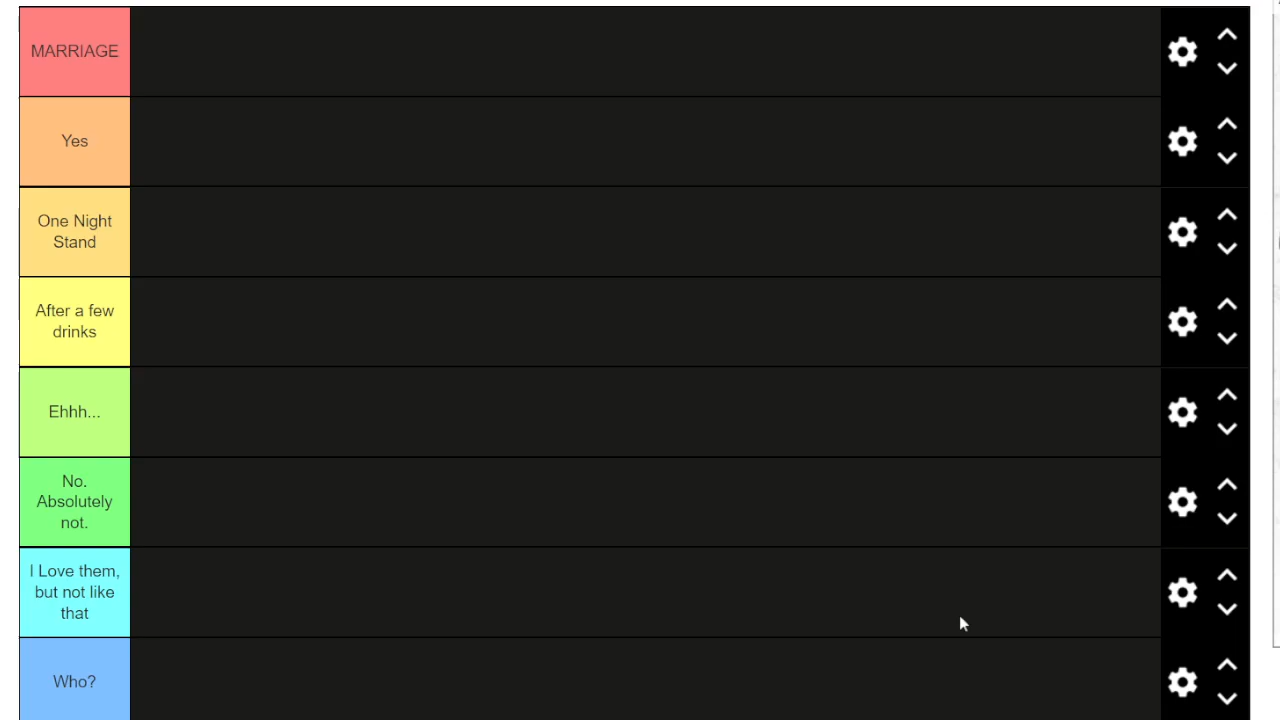 MARRIAGE
Yes
One Night
Stand
After a few
drinks
Ehhh...
No.
Absolutely
not.
I Love them,
but not like
that
Who?